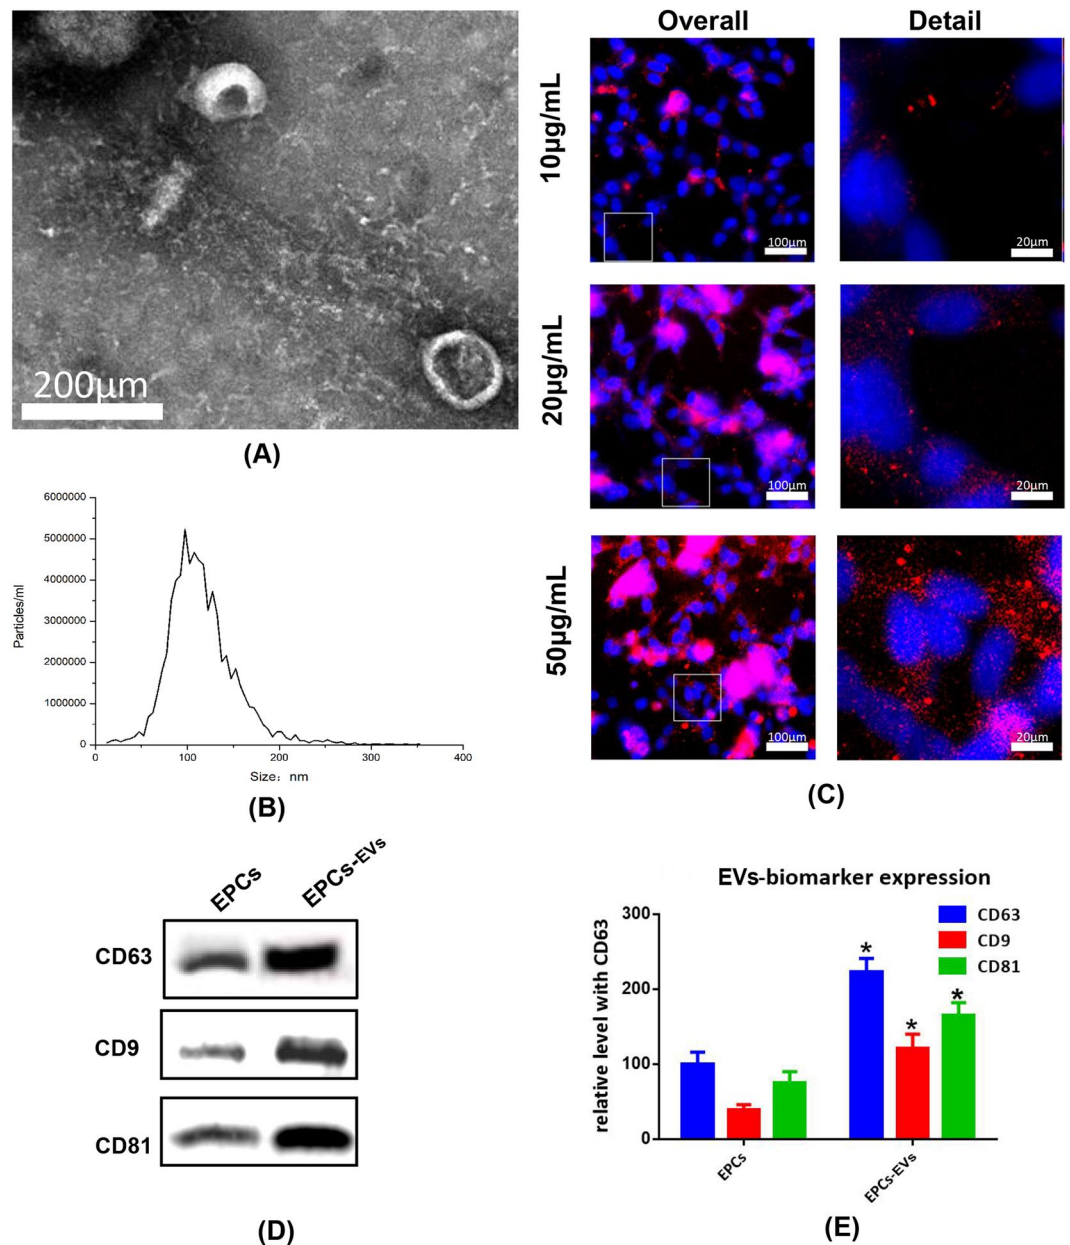 200μm
(A)
6000000
5000000
4000000
3000000
2000000
1000000
0
Particles/ml
0 100 200 300 400
Size: nm
(B)
Overall Detail
10μg/mL
100μm
20μm
20μg/mL
100μm
20μm
50μg/mL
100μm
20μm
(C)
EPCs EPCs-EVs
CD63
CD9
CD81
(D)
EVs-biomarker expression
relative level with CD63
300
200
100
0
CD63
CD9
CD81
*
*
*
EPCs EPCs-EVs
(E)